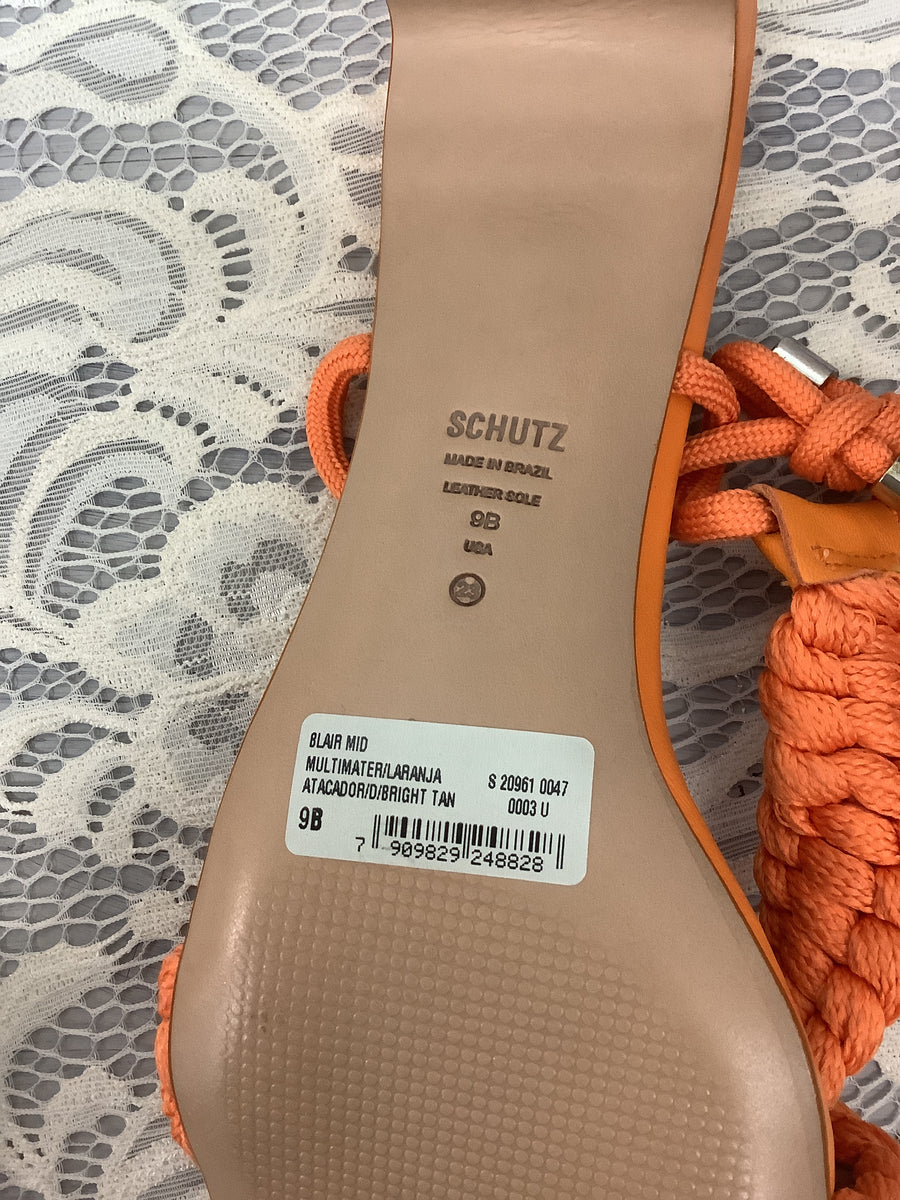 SCHUTZ
MADE IN BRAZIL
LEATHER SOLE
9B
USA
23
BLAIR MID
MULTIMATER/LARANJA
ATACADOR/D/BRIGHT TAN
S 20961 0047
0003 U
9B
7 909829 248828